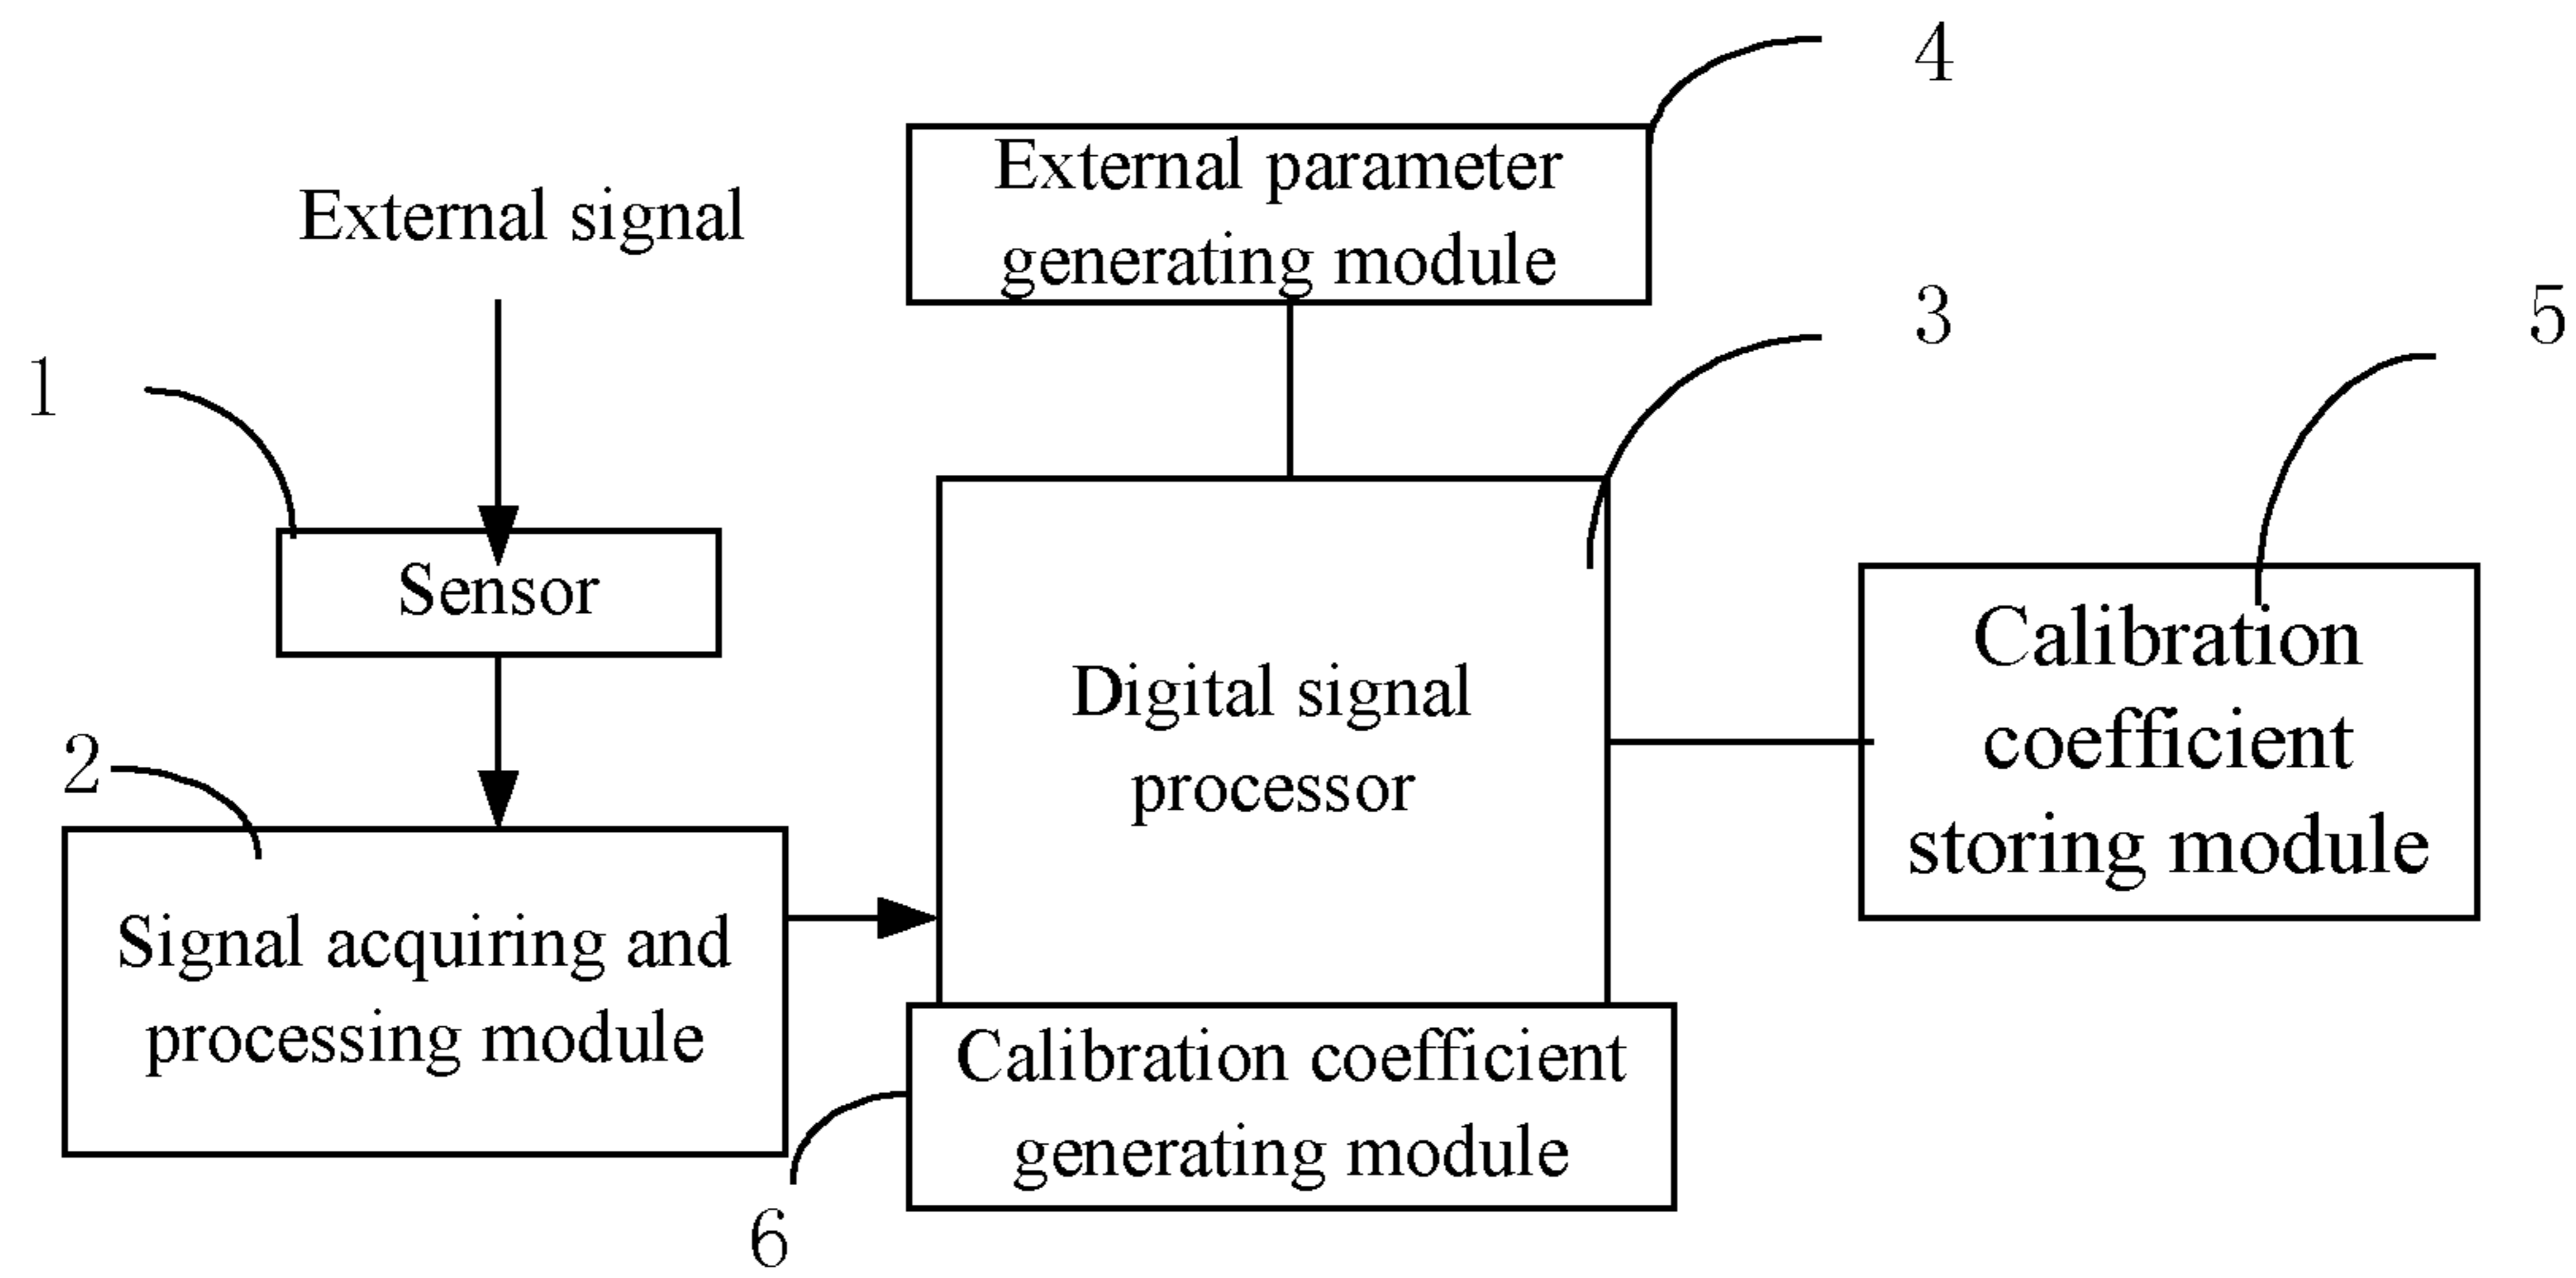 4
External parameter
generating module
External signal
3
5
1
Sensor
Calibration
coefficient
storing module
Digital signal
processor
2
Signal acquiring and
processing module
Calibration coefficient
generating module
6